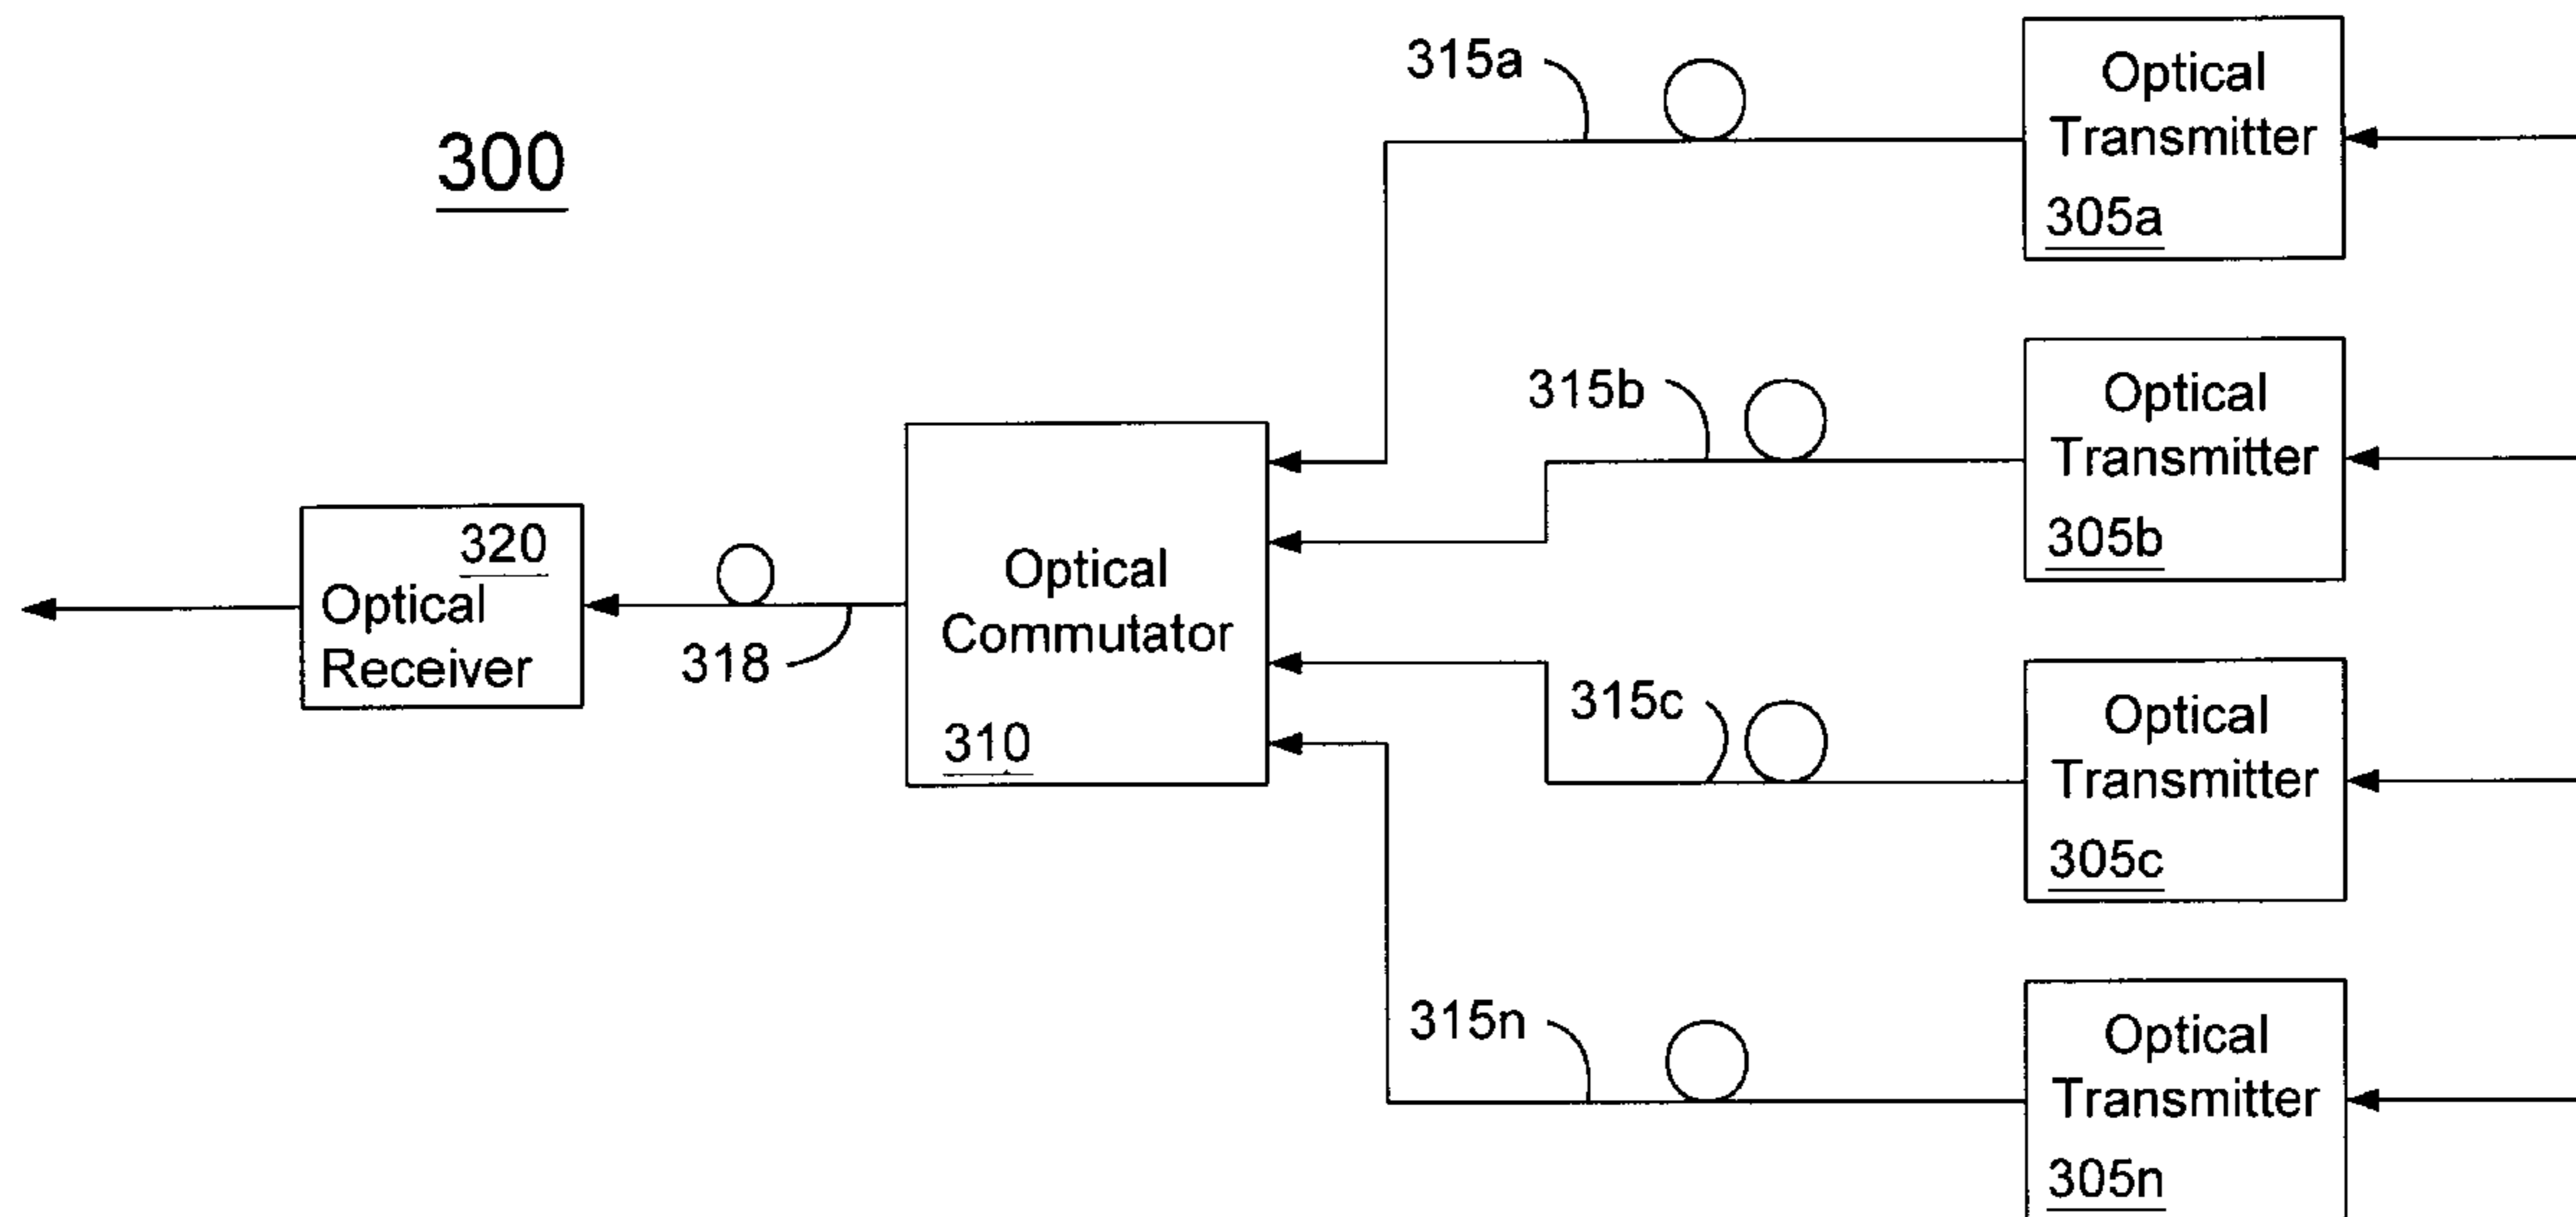 300
315a
Optical
Transmitter
305a
315b
Optical
Transmitter
305b
320
Optical
Receiver
318
Optical
Commutator
310
315c
Optical
Transmitter
305c
315n
Optical
Transmitter
305n